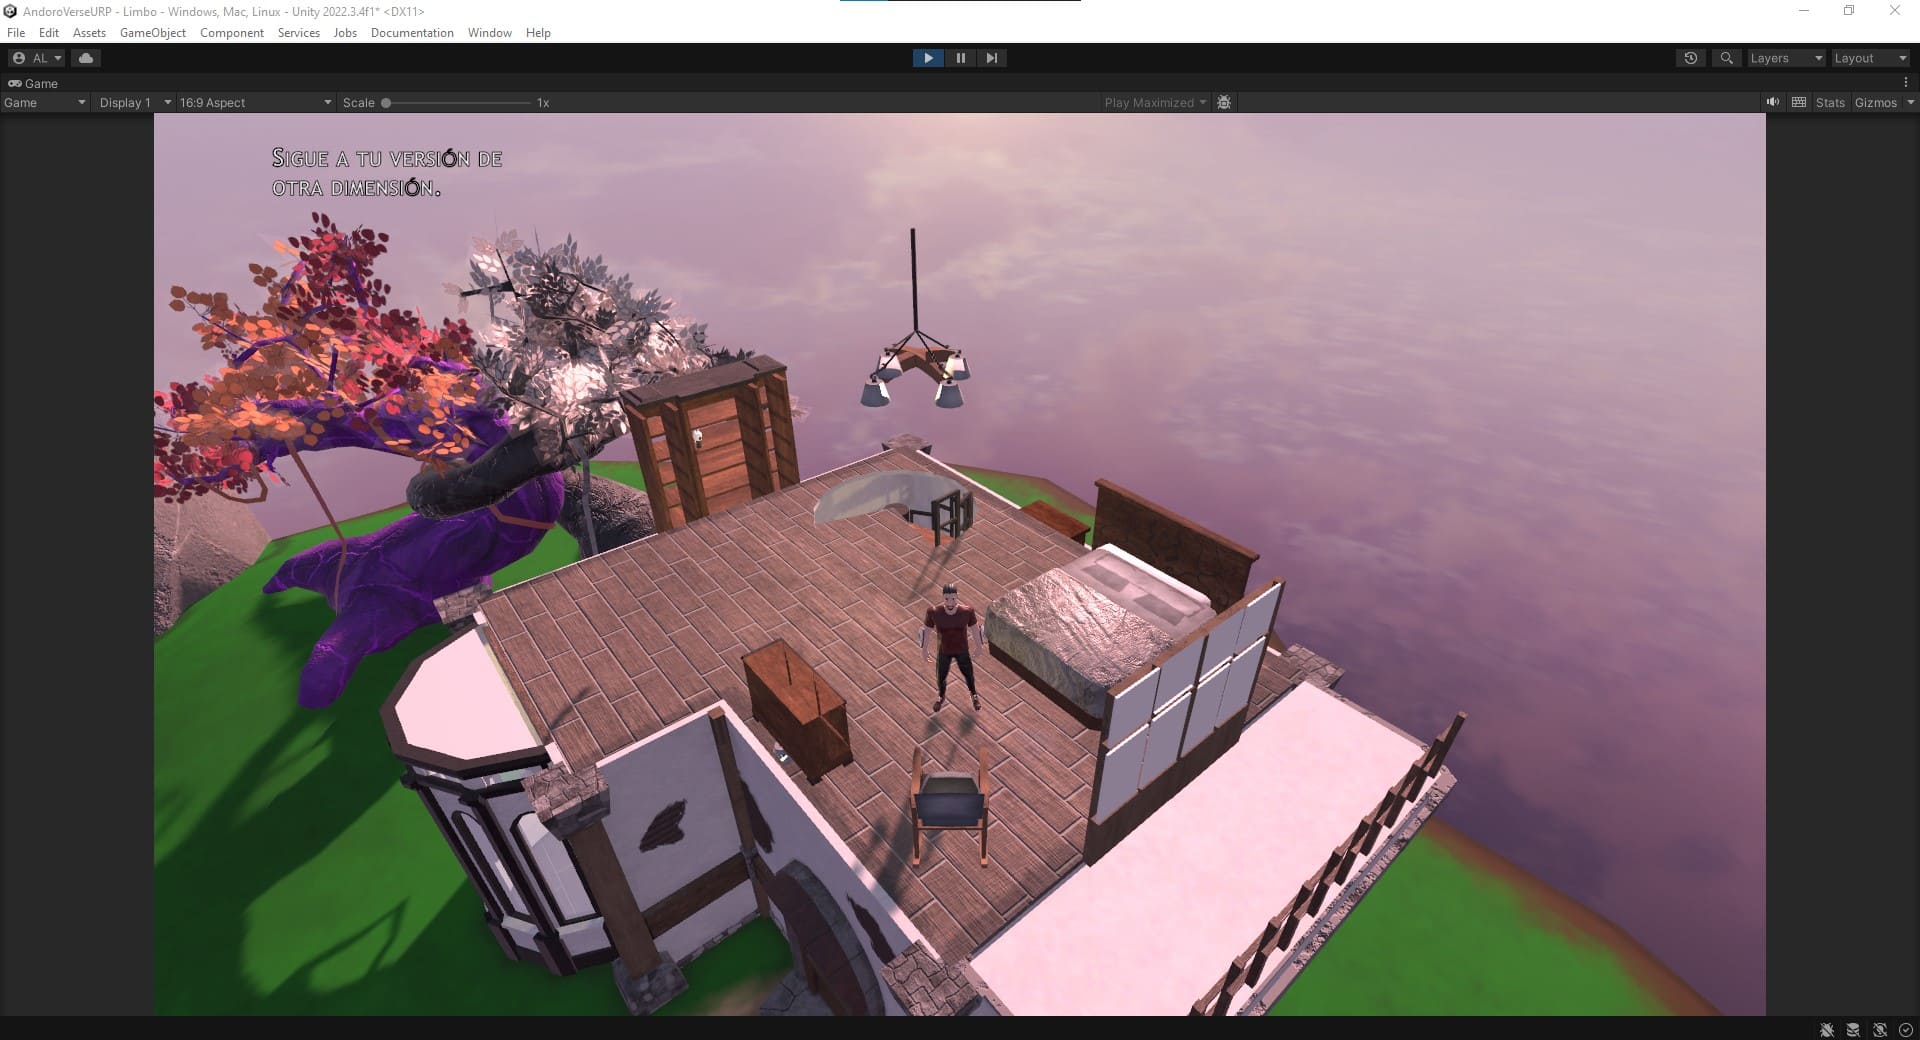 AndoroVerseURP - Limbo - Windows, Mac, Linux - Unity 2022.3.4f1* <DX11>
File Edit Assets GameObject Component Services Jobs Documentation Window Help
AL Layers Layout
Game
Game Display 1 16:9 Aspect Scale 1x Play Maximized Stats Gizmos
SIGUE A TU VERSIÓN DE
OTRA DIMENSIÓN.